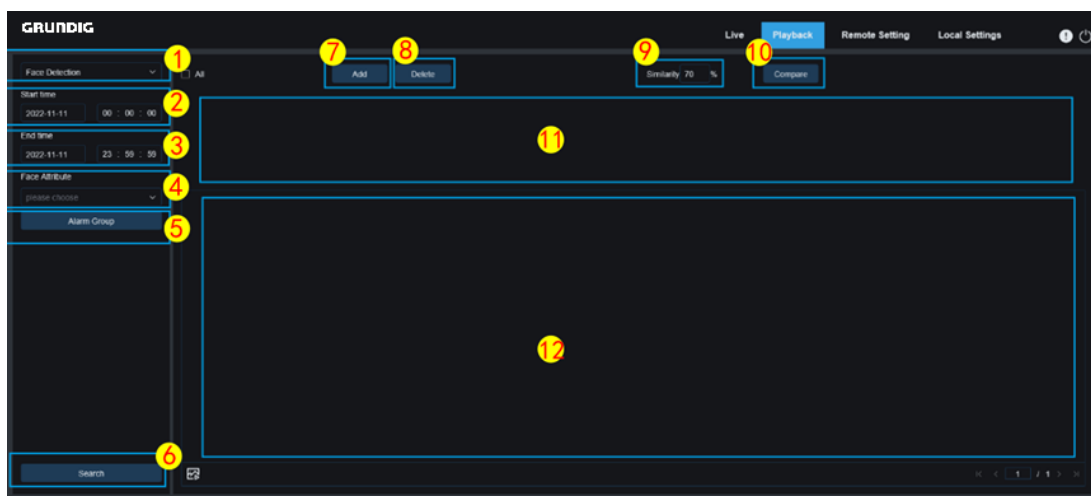 GRUNDIG
Live Playback Remote Setting Local Settings
1 7 8 9 10
Face Detection
All Add Delete Similarity 70 % Compare
Start time
2
2022-11-11 00 : 00 : 00
End time
11
3
2022-11-11 23 : 59 : 59
Face Attribute
4
please choose
Alarm Group
5
12
6
Search
1 / 1